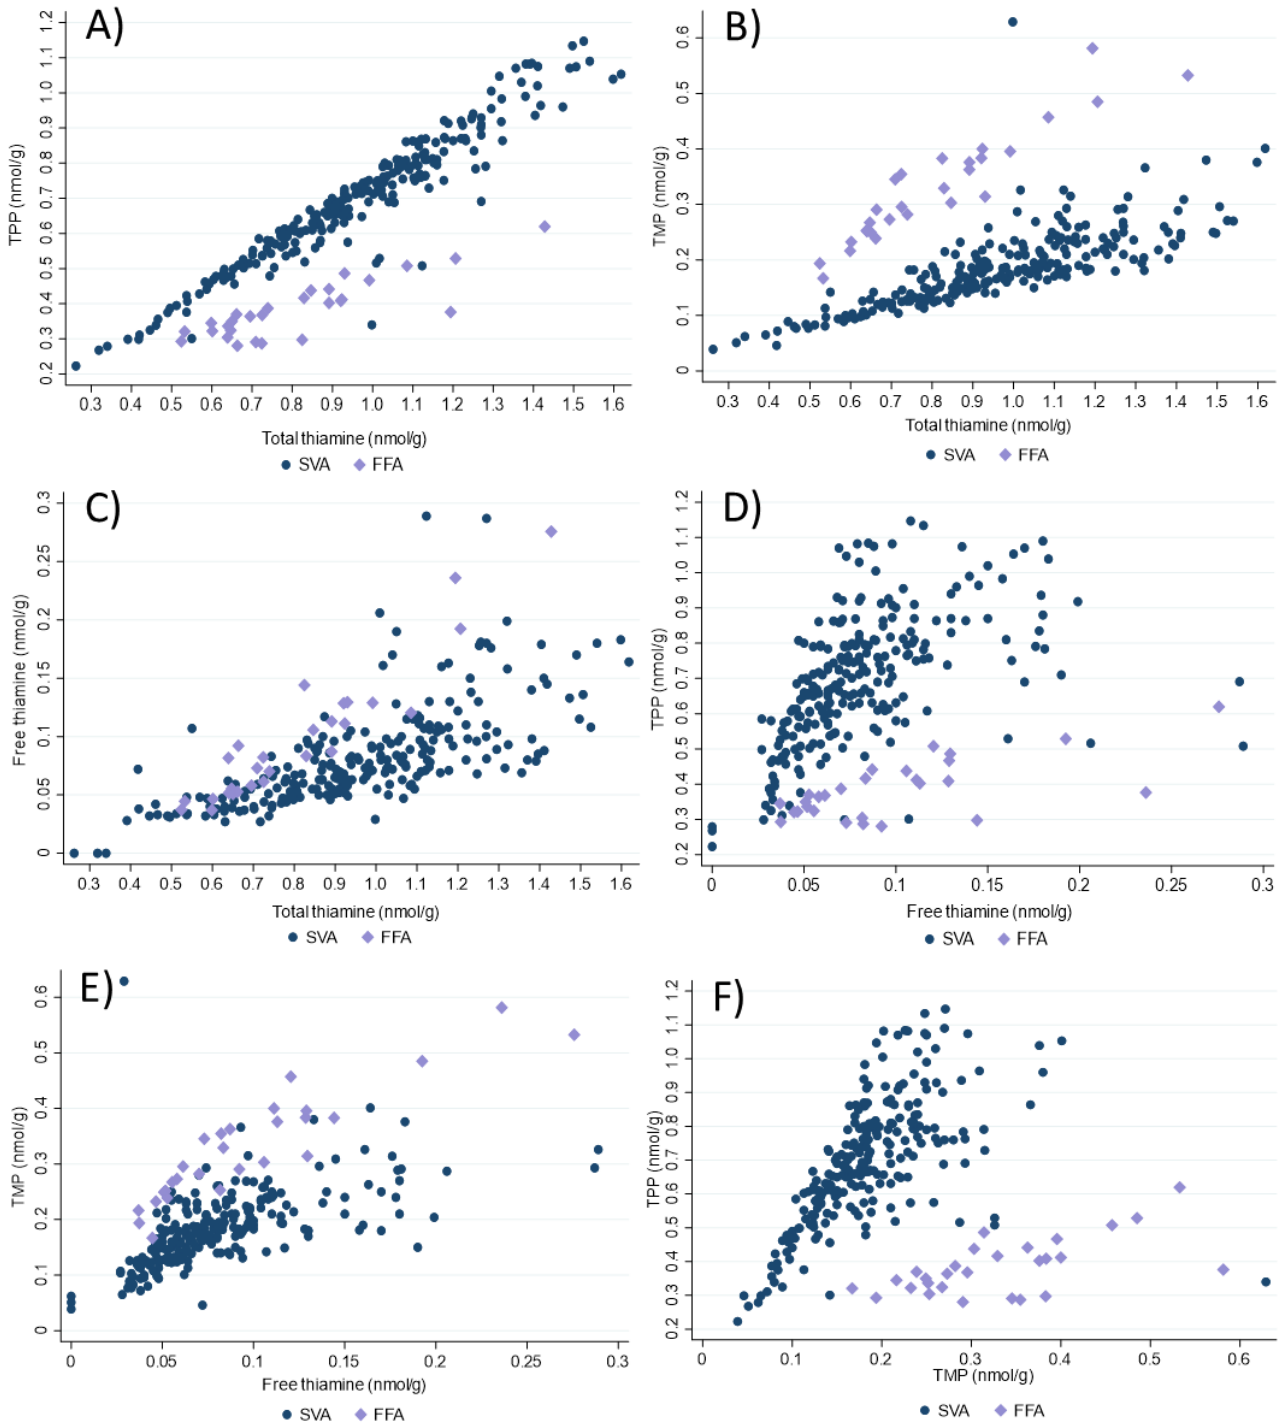 A)
TPP (nmol/g)
1.2
1.1
1.0
0.9
0.8
0.7
0.6
0.5
0.4
0.3
0.2
0.3 0.4 0.5 0.6 0.7 0.8 0.9 1.0 1.1 1.2 1.3 1.4 1.5 1.6
Total thiamine (nmol/g)
SVA FFA
B)
TMP (nmol/g)
0.6
0.5
0.4
0.3
0.2
0.1
0
0.3 0.4 0.5 0.6 0.7 0.8 0.9 1.0 1.1 1.2 1.3 1.4 1.5 1.6
Total thiamine (nmol/g)
SVA FFA
C)
Free thiamine (nmol/g)
0.3
0.25
0.2
0.15
0.1
0.05
0
0.3 0.4 0.5 0.6 0.7 0.8 0.9 1.0 1.1 1.2 1.3 1.4 1.5 1.6
Total thiamine (nmol/g)
SVA FFA
D)
TPP (nmol/g)
1.2
1.1
1.0
0.9
0.8
0.7
0.6
0.5
0.4
0.3
0.2
0 0.05 0.1 0.15 0.2 0.25 0.3
Free thiamine (nmol/g)
SVA FFA
E)
TMP (nmol/g)
0.6
0.5
0.4
0.3
0.2
0.1
0
0 0.05 0.1 0.15 0.2 0.25 0.3
Free thiamine (nmol/g)
SVA FFA
F)
TPP (nmol/g)
1.2
1.1
1.0
0.9
0.8
0.7
0.6
0.5
0.4
0.3
0.2
0 0.1 0.2 0.3 0.4 0.5 0.6
TMP (nmol/g)
SVA FFA